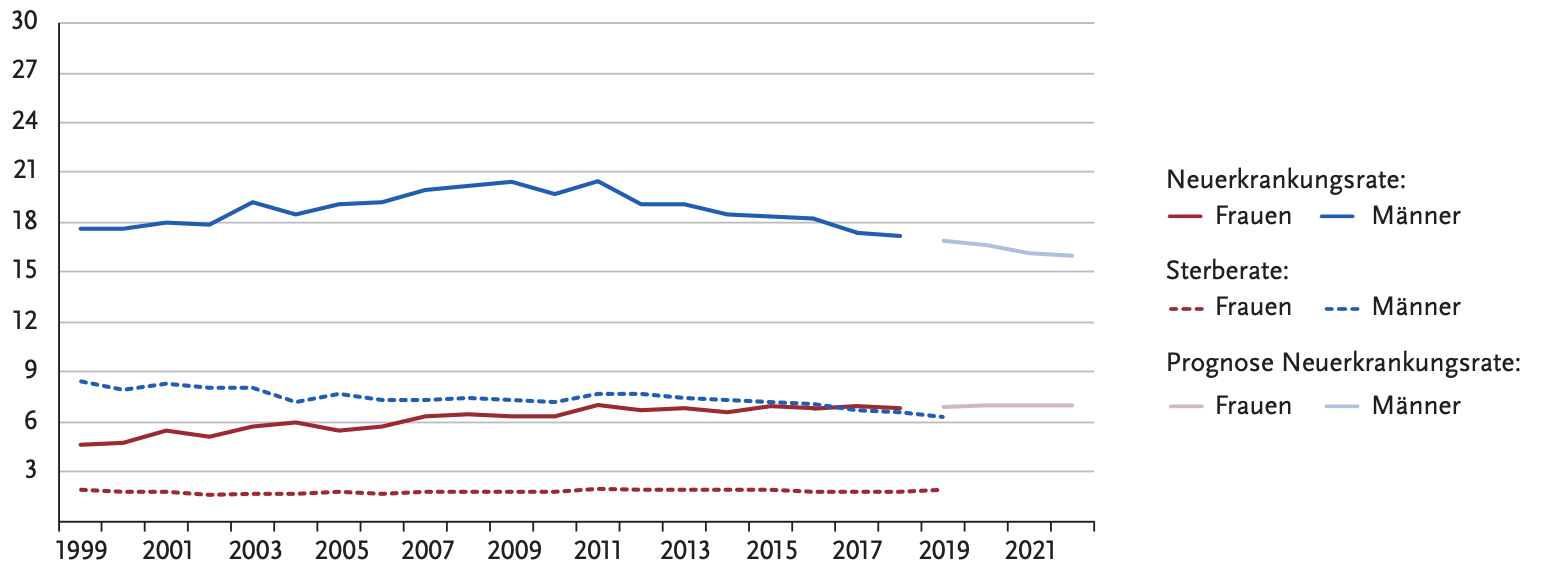 30
27
24
21
18
15
12
9
6
3
1999 2001 2003 2005 2007 2009 2011 2013 2015 2017 2019 2021
Neuerkrankungsrate:
Frauen Männer
Sterberate:
Frauen Männer
Prognose Neuerkrankungsrate:
Frauen Männer